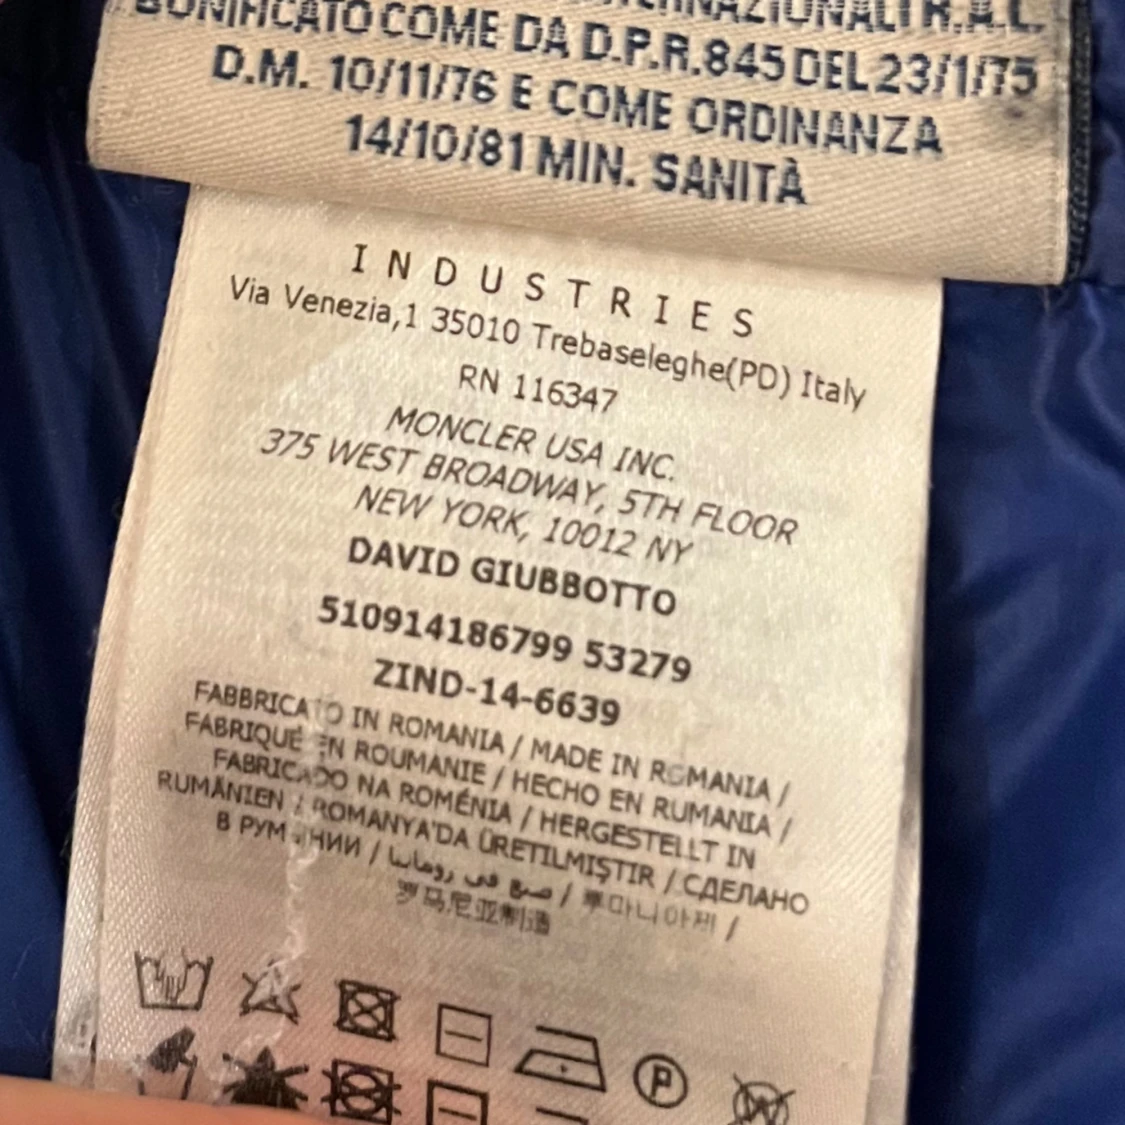 INTERNAZIONALI R.A.L.
BONIFICATO COME DA D.P.R. 845 DEL 23/1/75
D.M. 10/11/76 E COME ORDINANZA
14/10/81 MIN. SANITÀ
INDUSTRIES
Via Venezia,1 35010 Trebaseleghe(PD) Italy
RN 116347
MONCLER USA INC.
375 WEST BROADWAY, 5TH FLOOR
NEW YORK, 10012 NY
DAVID GIUBBOTTO
510914186799 53279
ZIND-14-6639
FABBRICATO IN ROMANIA / MADE IN ROMANIA /
FABRIQUÉ EN ROUMANIE / HECHO EN RUMANIA /
FABRICADO NA ROMÉNIA / HERGESTELLT IN
RUMÄNIEN / ROMANYA'DA ÜRETILMIŞTIR / СДЕЛАНО
В РУМЫНИИ / صنع في رومانيا / 루마니아제 /
罗马尼亚制造
P
W